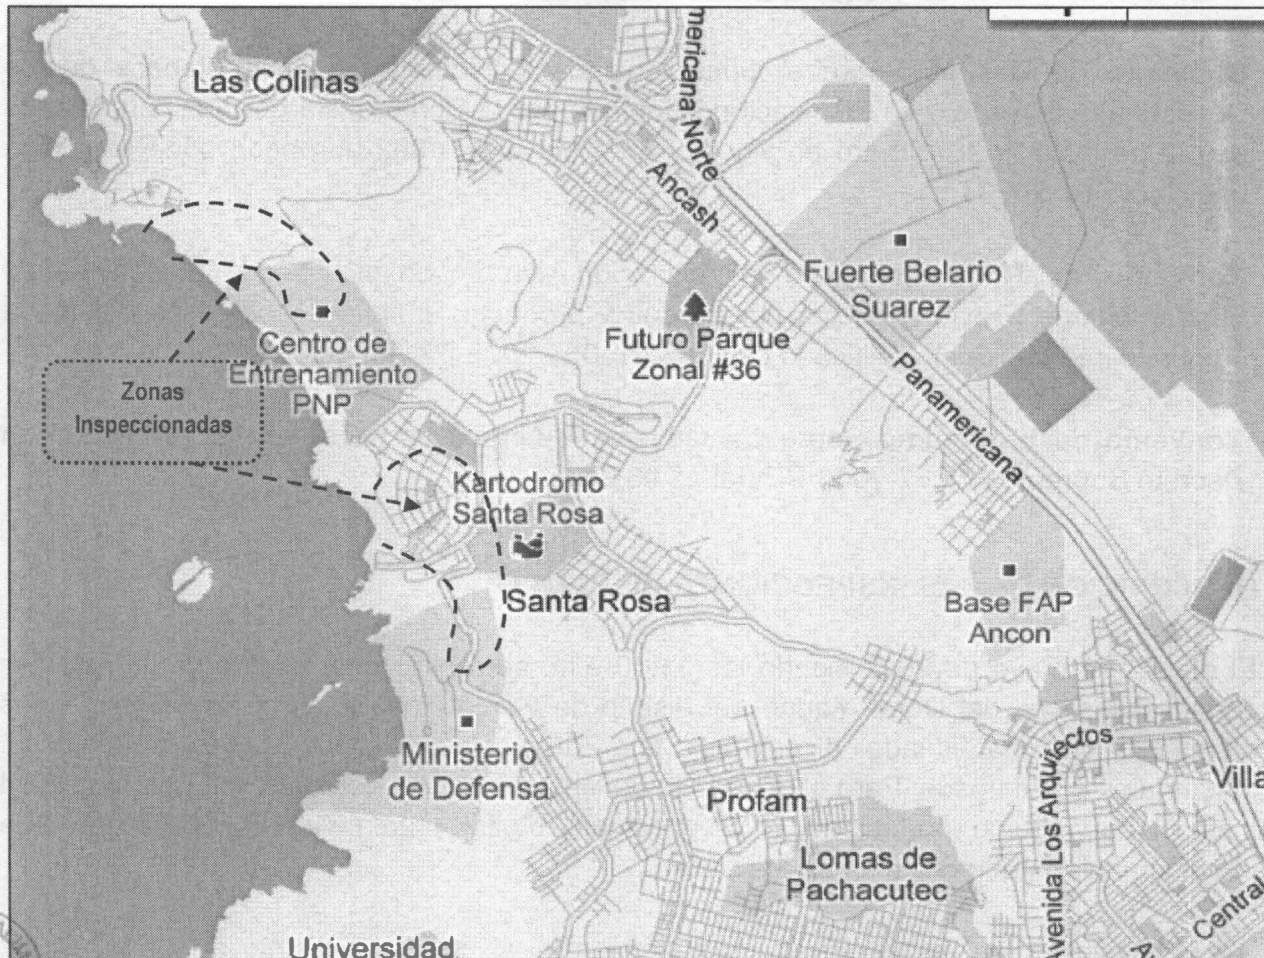 Las Colinas
mericana Norte
Ancash
Fuerte Belario
Suarez
Futuro Parque
Zonal #36
Centro de
Entrenamiento
PNP
Zonas
Inspeccionadas
Panamericana
Kartodromo
Santa Rosa
Santa Rosa
Base FAP
Ancon
Ministerio
de Defensa
Profam
Avenida Los Arquitectos
Villa
Lomas de
Pachacutec
Central
Universidad